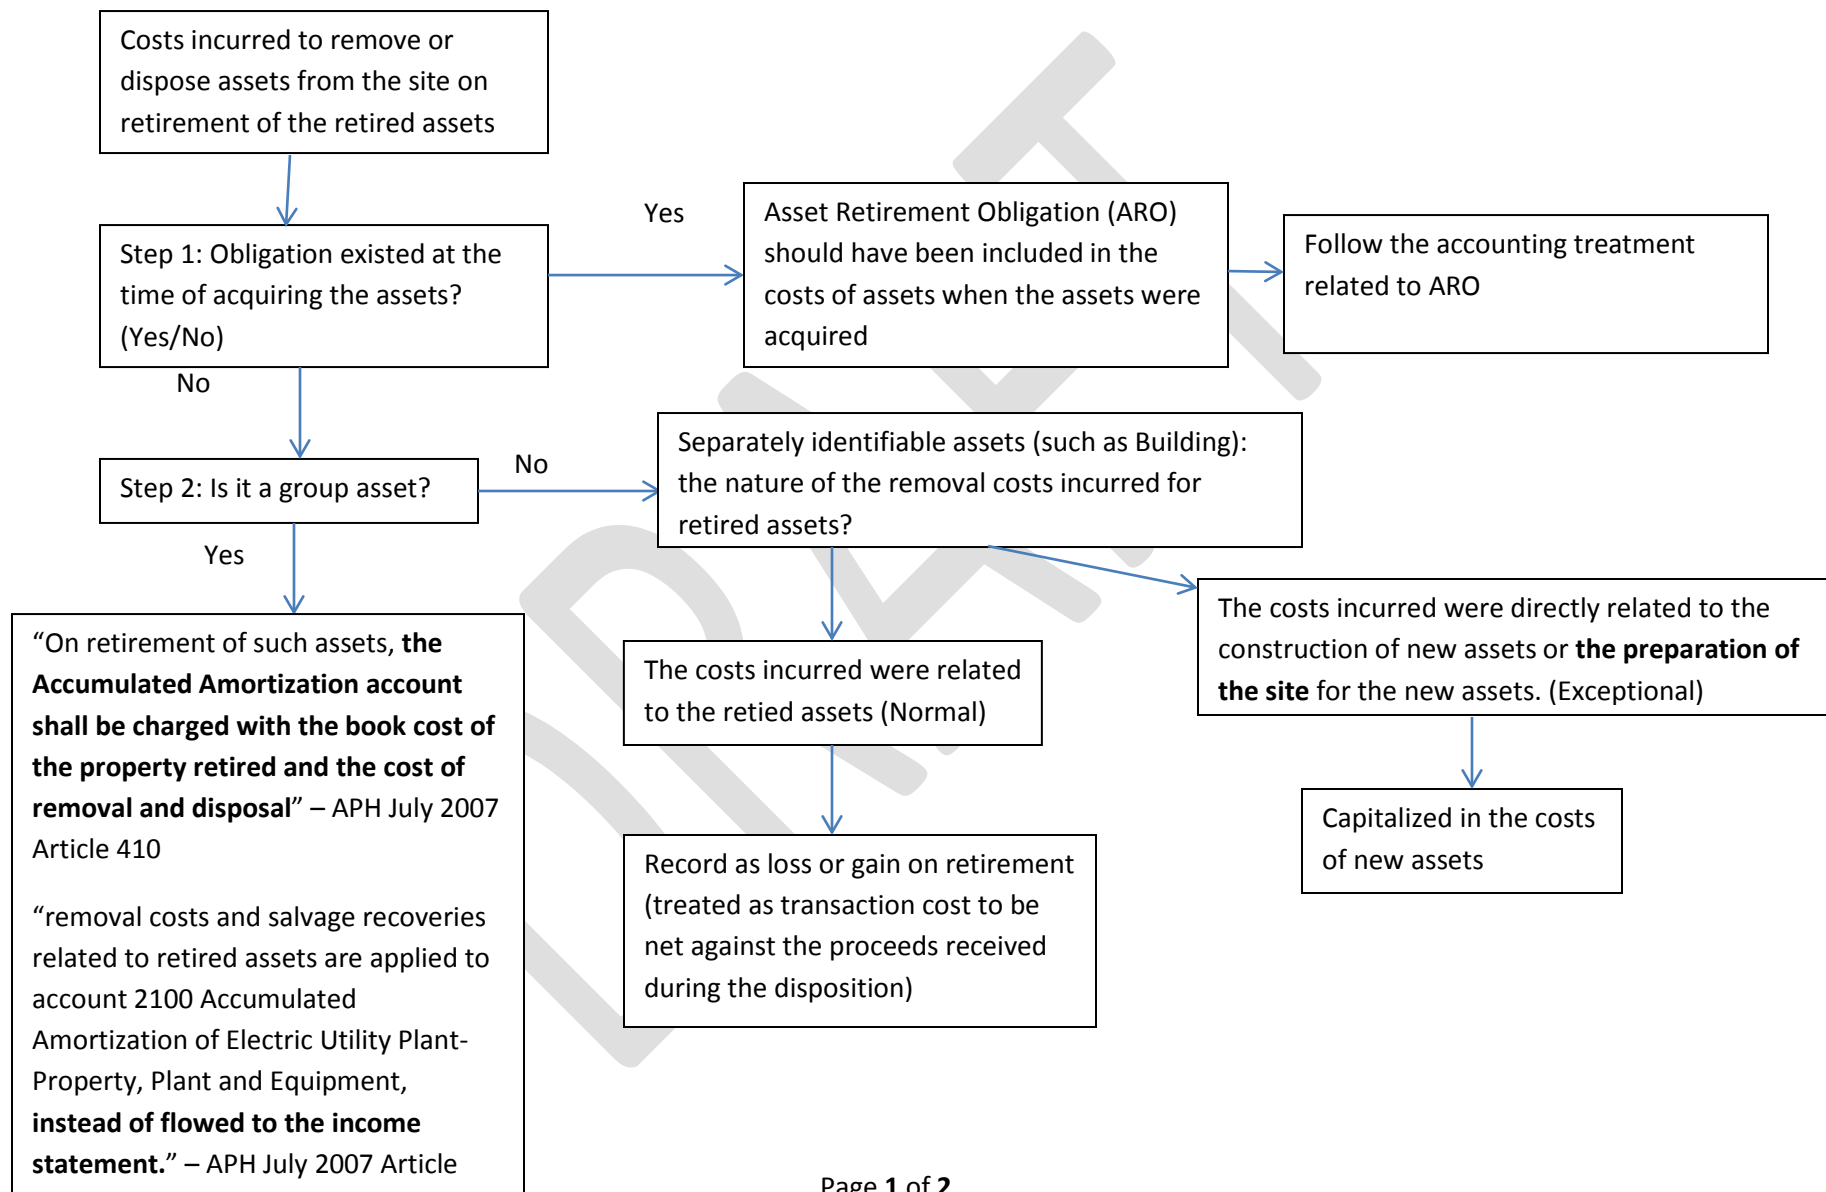 Costs incurred to remove or
dispose assets from the site on
retirement of the retired assets
Step 1: Obligation existed at the
time of acquiring the assets?
(Yes/No)
Yes
Asset Retirement Obligation (ARO)
should have been included in the
costs of assets when the assets were
acquired
Follow the accounting treatment
related to ARO
No
Step 2: Is it a group asset?
No
Separately identifiable assets (such as Building):
the nature of the removal costs incurred for
retired assets?
Yes
“On retirement of such assets, the
Accumulated Amortization account
shall be charged with the book cost of
the property retired and the cost of
removal and disposal” – APH July 2007
Article 410
“removal costs and salvage recoveries
related to retired assets are applied to
account 2100 Accumulated
Amortization of Electric Utility Plant-
Property, Plant and Equipment,
instead of flowed to the income
statement.” – APH July 2007 Article
The costs incurred were related
to the retied assets (Normal)
Record as loss or gain on retirement
(treated as transaction cost to be
net against the proceeds received
during the disposition)
The costs incurred were directly related to the
construction of new assets or the preparation of
the site for the new assets. (Exceptional)
Capitalized in the costs
of new assets
DRAFT
Page 1 of 2